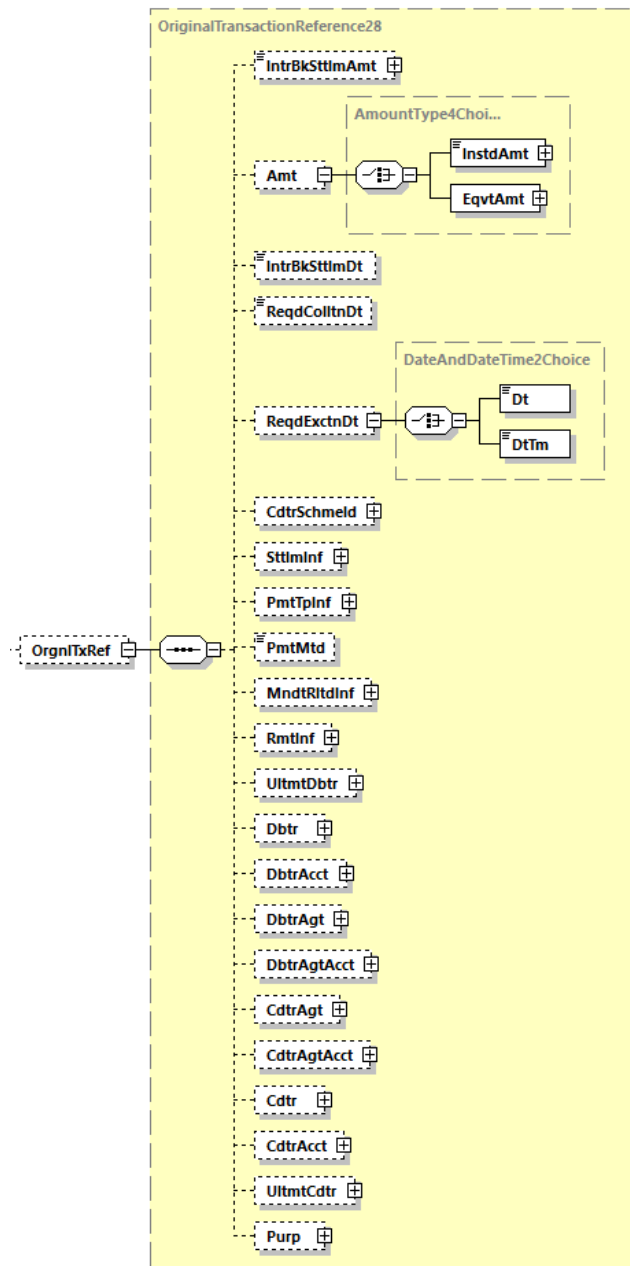 OriginalTransactionReference28
IntrBkSttlmAmt
AmountType4Choi...
InstdAmt
Amt
EqvtAmt
IntrBkSttlmDt
ReqdColltnDt
DateAndDateTime2Choice
Dt
ReqdExctnDt
DtTm
CdtrSchmeId
SttlmInf
PmtTpInf
OrgnlTxRef
PmtMtd
MndtRltdInf
RmtInf
UltmtDbtr
Dbtr
DbtrAcct
DbtrAgt
DbtrAgtAcct
CdtrAgt
CdtrAgtAcct
Cdtr
CdtrAcct
UltmtCdtr
Purp